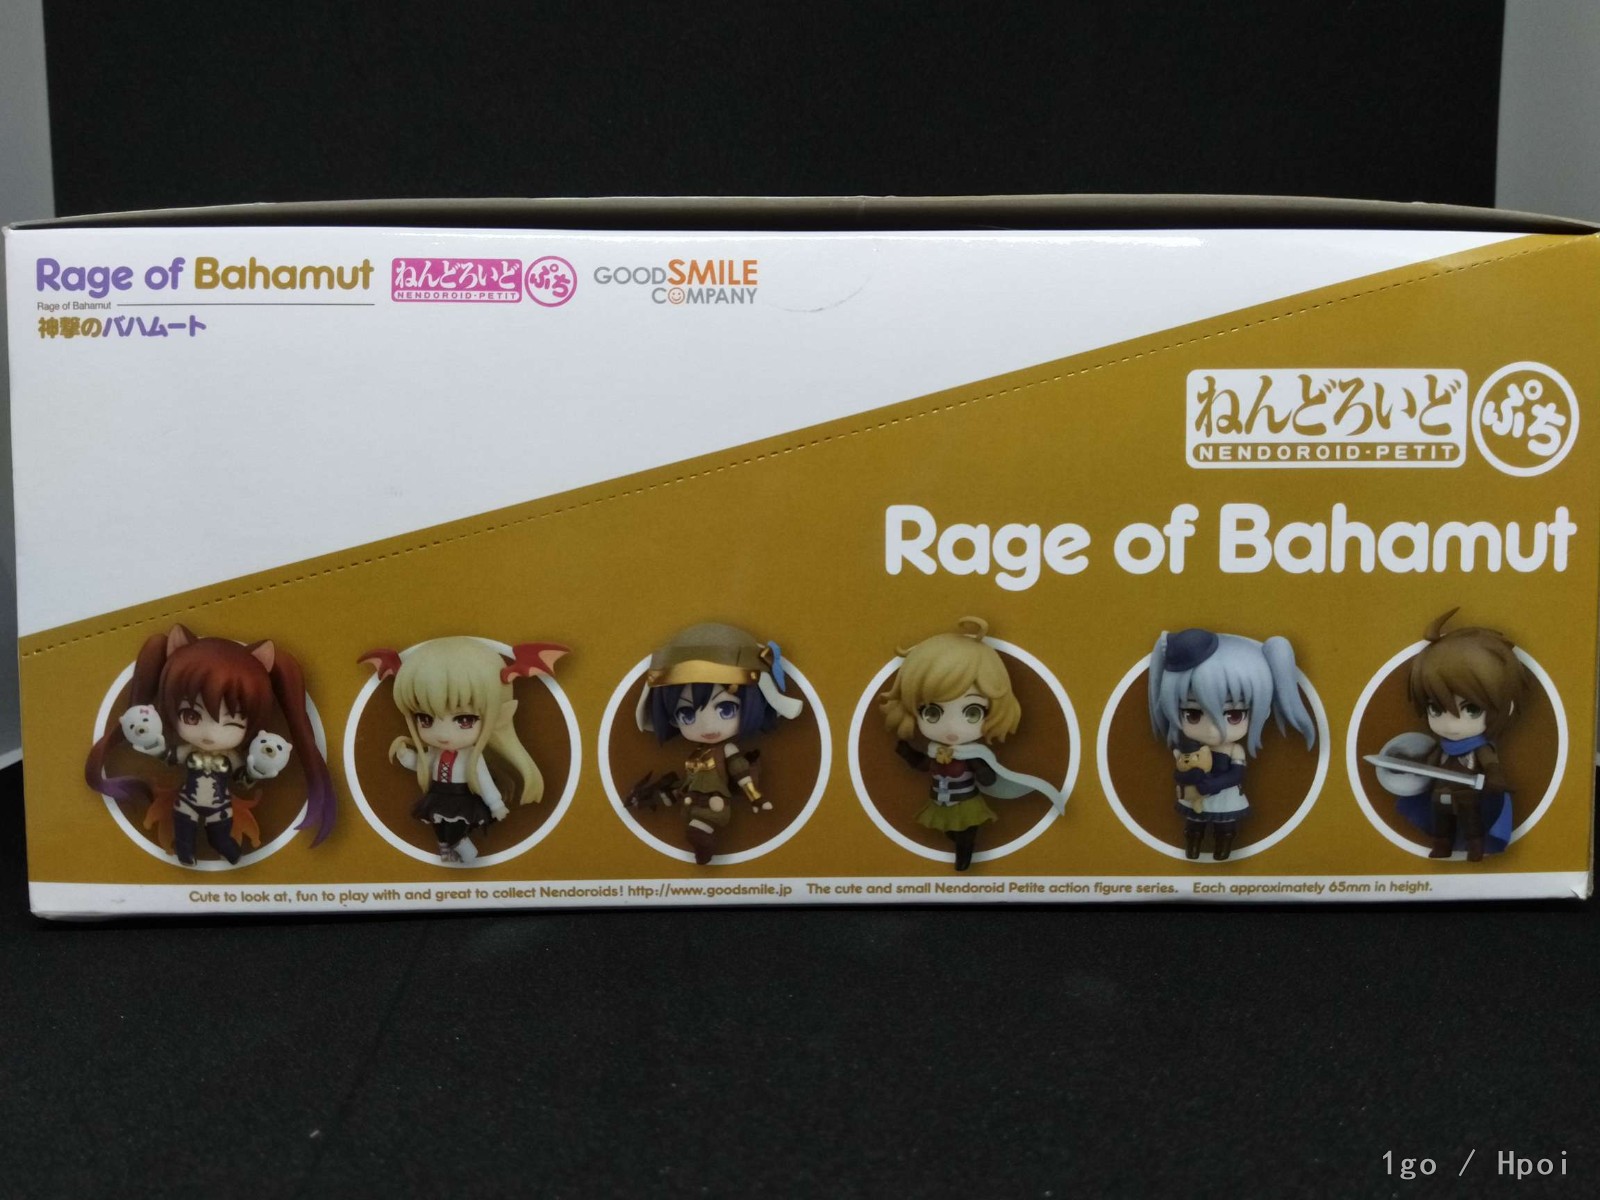 Rage of Bahamut
Rage of Bahamut
神撃のバハムート
ねんどろいど ぷち
NENDOROID·PETIT
GOOD SMILE
COMPANY
ねんどろいど ぷち
NENDOROID·PETIT
Rage of Bahamut
Cute to look at, fun to play with and great to collect Nendoroids! http://www.goodsmile.jp The cute and small Nendoroid Petite action figure series. Each approximately 65mm in height.
1go / Hpoi